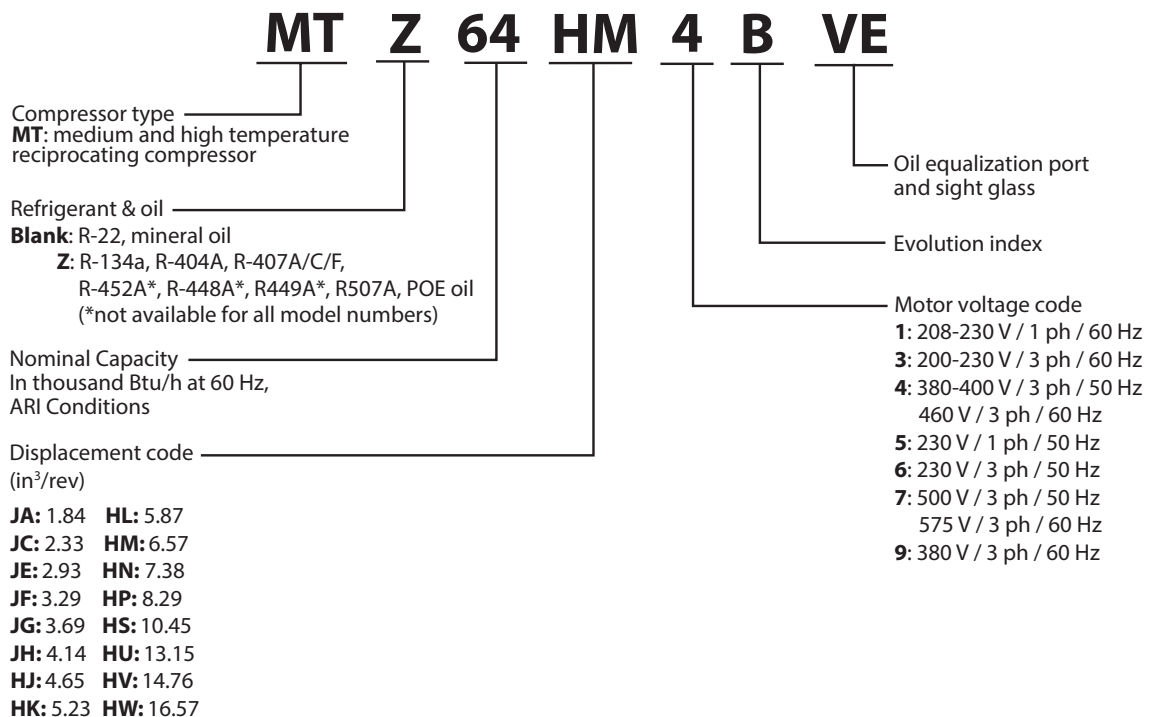 MT Z 64 HM 4 B VE
Compressor type
MT: medium and high temperature
reciprocating compressor
Refrigerant & oil
Blank: R-22, mineral oil
Z: R-134a, R-404A, R-407A/C/F,
R-452A*, R-448A*, R449A*, R507A, POE oil
(*not available for all model numbers)
Nominal Capacity
In thousand Btu/h at 60 Hz,
ARI Conditions
Displacement code
(in³/rev)
JA: 1.84 HL: 5.87
JC: 2.33 HM: 6.57
JE: 2.93 HN: 7.38
JF: 3.29 HP: 8.29
JG: 3.69 HS: 10.45
JH: 4.14 HU: 13.15
HJ: 4.65 HV: 14.76
HK: 5.23 HW: 16.57
Oil equalization port
and sight glass
Evolution index
Motor voltage code
1: 208-230 V / 1 ph / 60 Hz
3: 200-230 V / 3 ph / 60 Hz
4: 380-400 V / 3 ph / 50 Hz
460 V / 3 ph / 60 Hz
5: 230 V / 1 ph / 50 Hz
6: 230 V / 3 ph / 50 Hz
7: 500 V / 3 ph / 50 Hz
575 V / 3 ph / 60 Hz
9: 380 V / 3 ph / 60 Hz